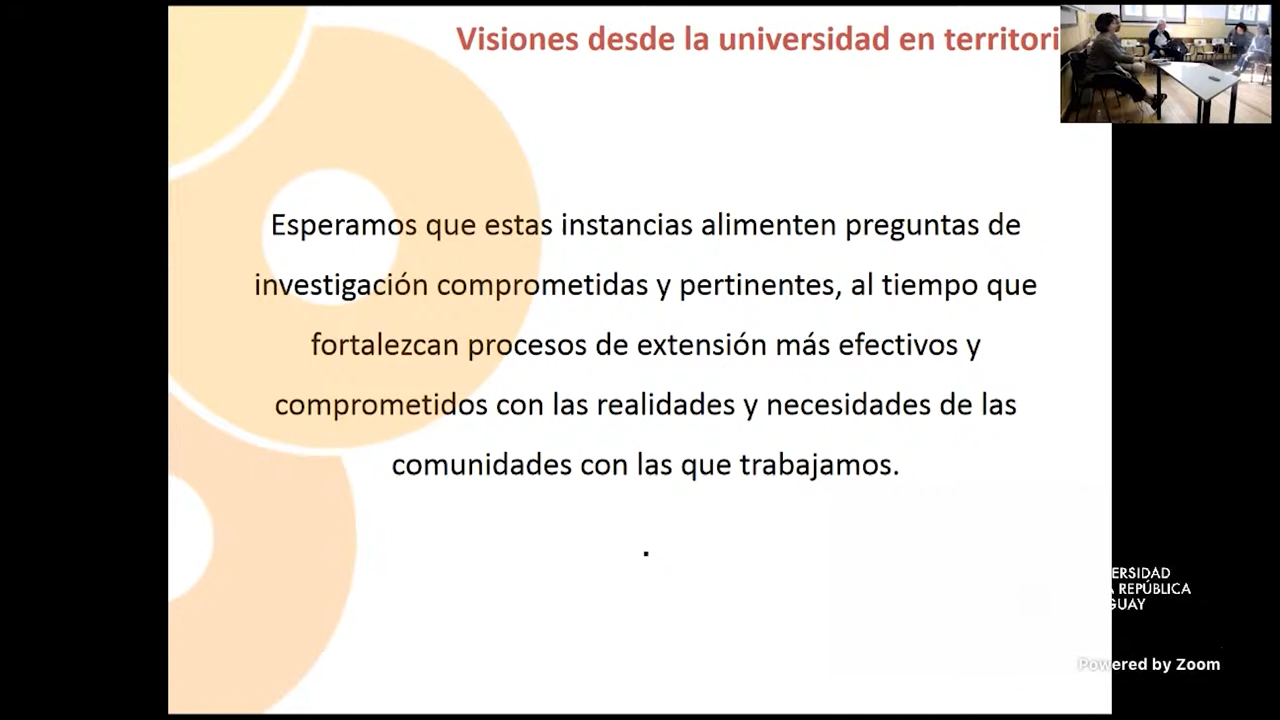 Visiones desde la universidad en territori
Esperamos que estas instancias alimenten preguntas de
investigación comprometidas y pertinentes, al tiempo que
fortalezcan procesos de extensión más efectivos y
comprometidos con las realidades y necesidades de las
comunidades con las que trabajamos.
.
ERSIDAD
A REPÚBLICA
GUAY
Powered by Zoom